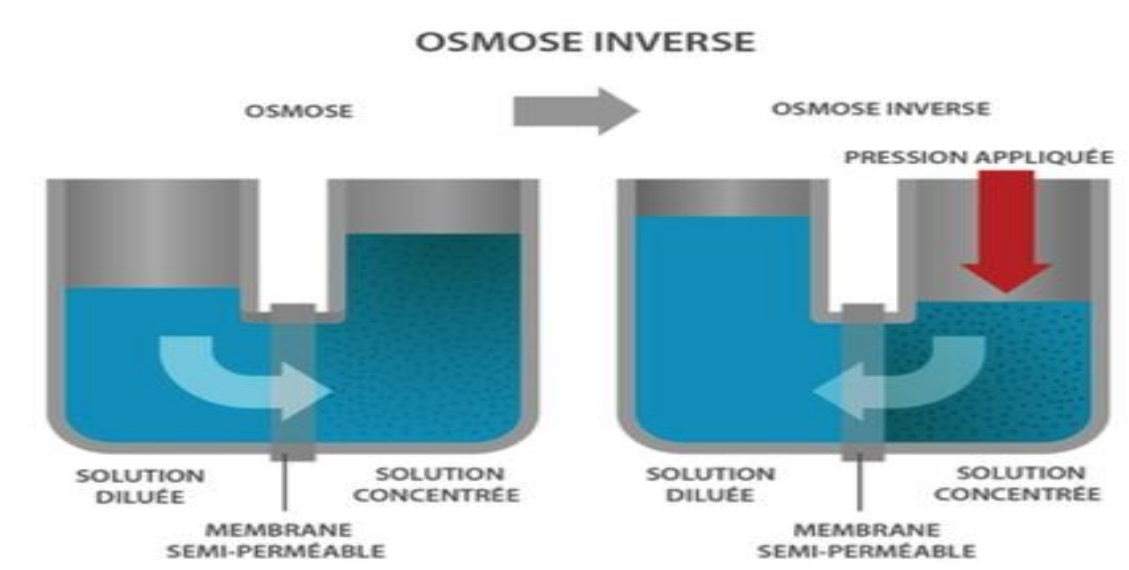 OSMOSE INVERSE
OSMOSE
OSMOSE INVERSE
PRESSION APPLIQUÉE
SOLUTION
DILUÉE
SOLUTION
CONCENTRÉE
MEMBRANE
SEMI-PERMÉABLE
SOLUTION
DILUÉE
SOLUTION
CONCENTRÉE
MEMBRANE
SEMI-PERMÉABLE